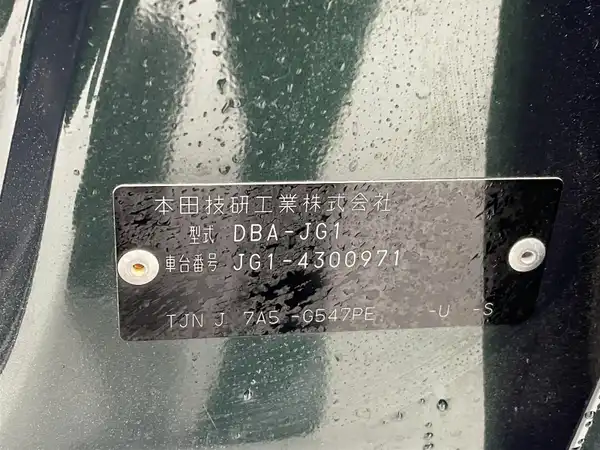 本田技研工業株式会社
型式 DBA-JG1
車台番号 JG1-4300971
TJN J 7A5 -G547PE -U -S